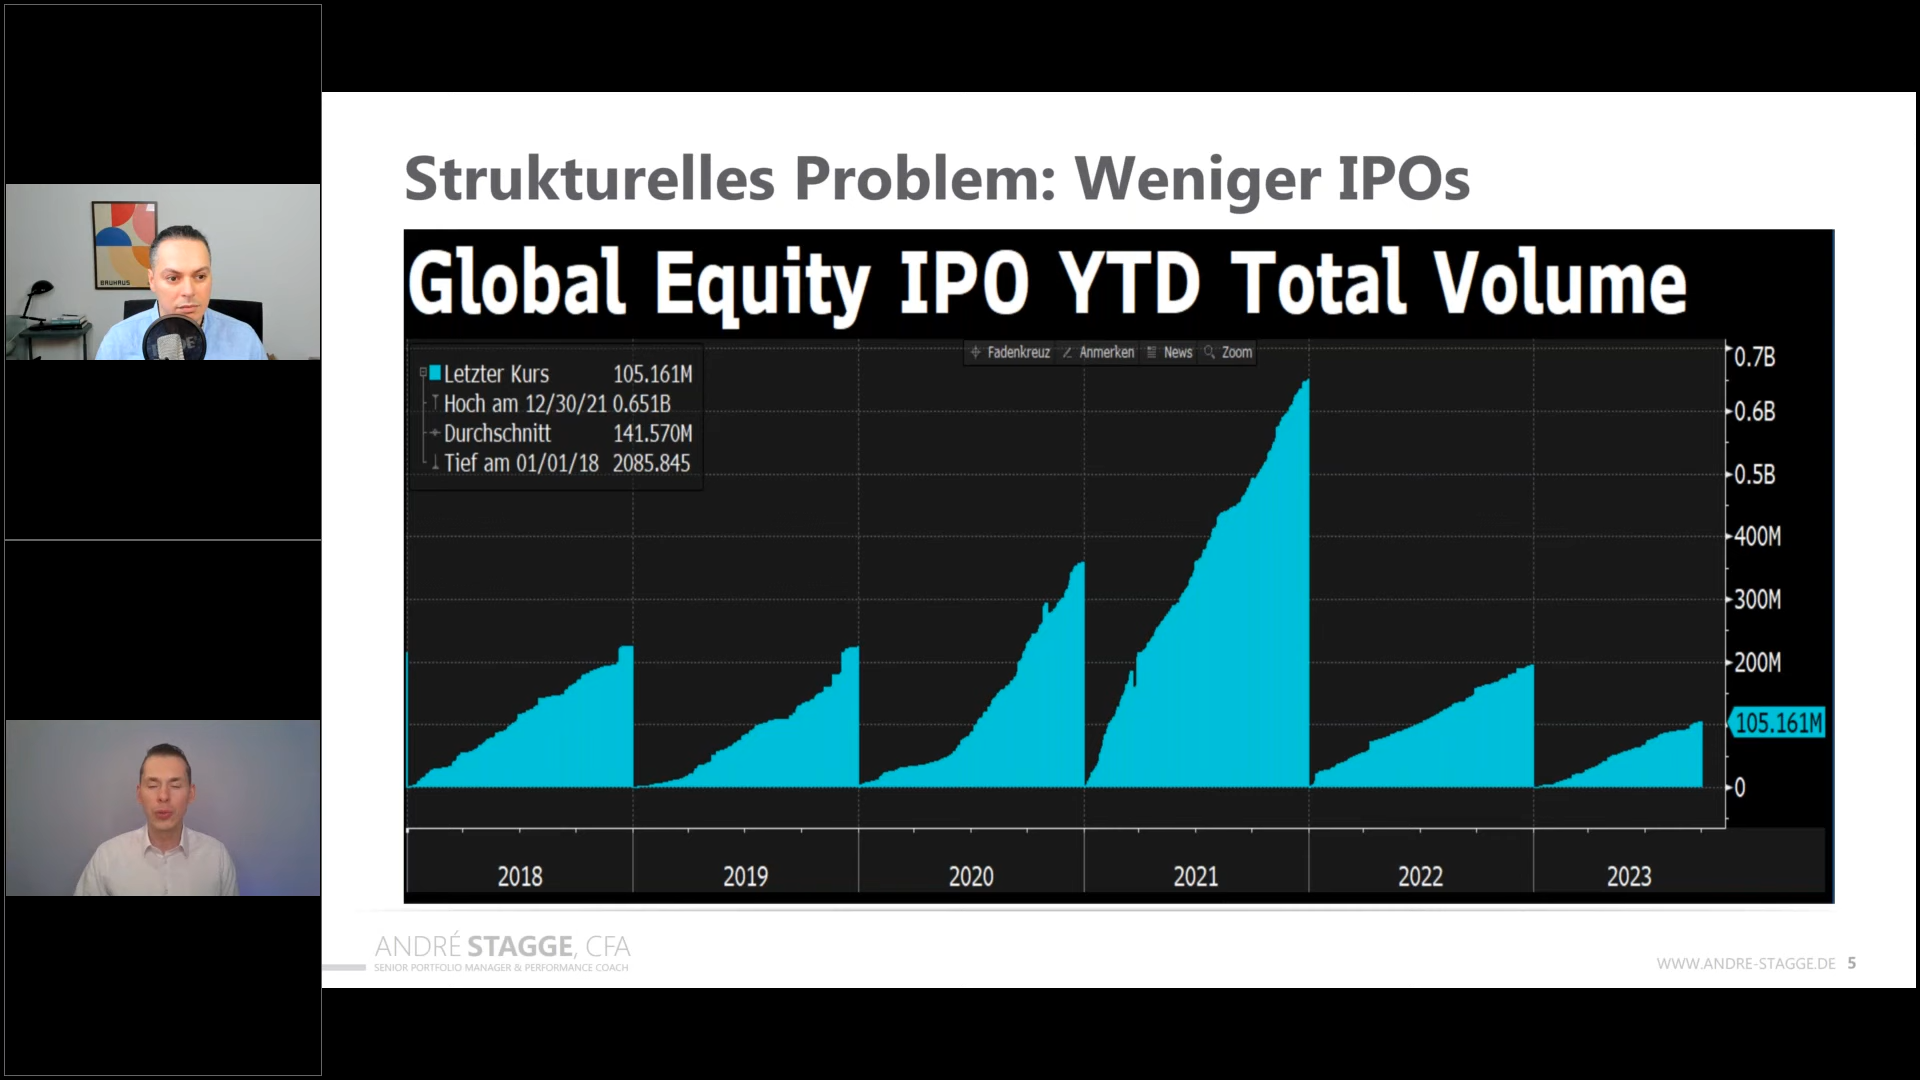 BAUHAUS
Strukturelles Problem: Weniger IPOs
Global Equity IPO YTD Total Volume
Fadenkreuz Anmerken News Zoom
Letzter Kurs 105.161M
Hoch am 12/30/21 0.651B
Durchschnitt 141.570M
Tief am 01/01/18 2085.845
0.7B
0.6B
0.5B
400M
300M
200M
105.161M
0
2018 2019 2020 2021 2022 2023
ANDRÉ STAGGE, CFA
SENIOR PORTFOLIO MANAGER & PERFORMANCE COACH
WWW.ANDRE-STAGGE.DE 5